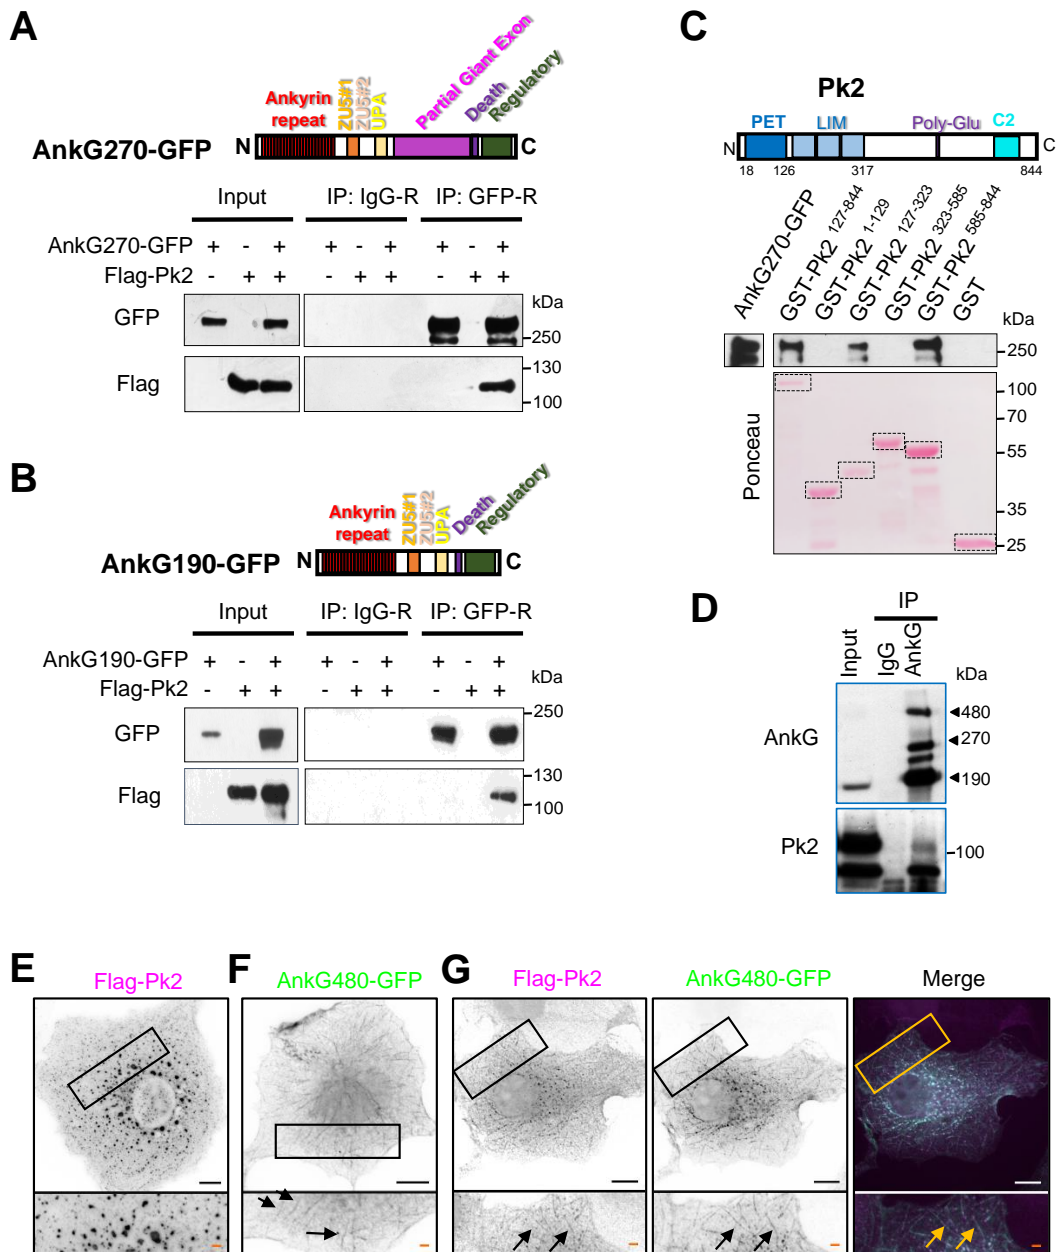 A
Ankyrin
repeat
ZU5#1
ZU5#2
UPA
Partial Giant Exon
Death
Regulatory
AnkG270-GFP
N
C
Input
IP: IgG-R
IP: GFP-R
AnkG270-GFP + - + + - + + - +
Flag-Pk2 - + + - + + - + +
kDa
GFP
250
Flag
130
100
B
Ankyrin
repeat
ZU5#1
ZU5#2
UPA
Death
Regulatory
AnkG190-GFP
N
C
Input
IP: IgG-R
IP: GFP-R
AnkG190-GFP + - + + - + + - +
Flag-Pk2 - + + - + + - + +
kDa
GFP
250
Flag
130
100
C
Pk2
PET
LIM
Poly-Glu
C2
N
C
18
126
317
844
AnkG270-GFP
GST-Pk2 127-844
GST-Pk2 1-129
GST-Pk2 127-323
GST-Pk2 323-585
GST-Pk2 585-844
GST
kDa
250
Ponceau
100
70
55
35
25
D
IP
Input
IgG
AnkG
kDa
AnkG
480
270
190
Pk2
100
E
Flag-Pk2
F
AnkG480-GFP
G
Flag-Pk2
AnkG480-GFP
Merge